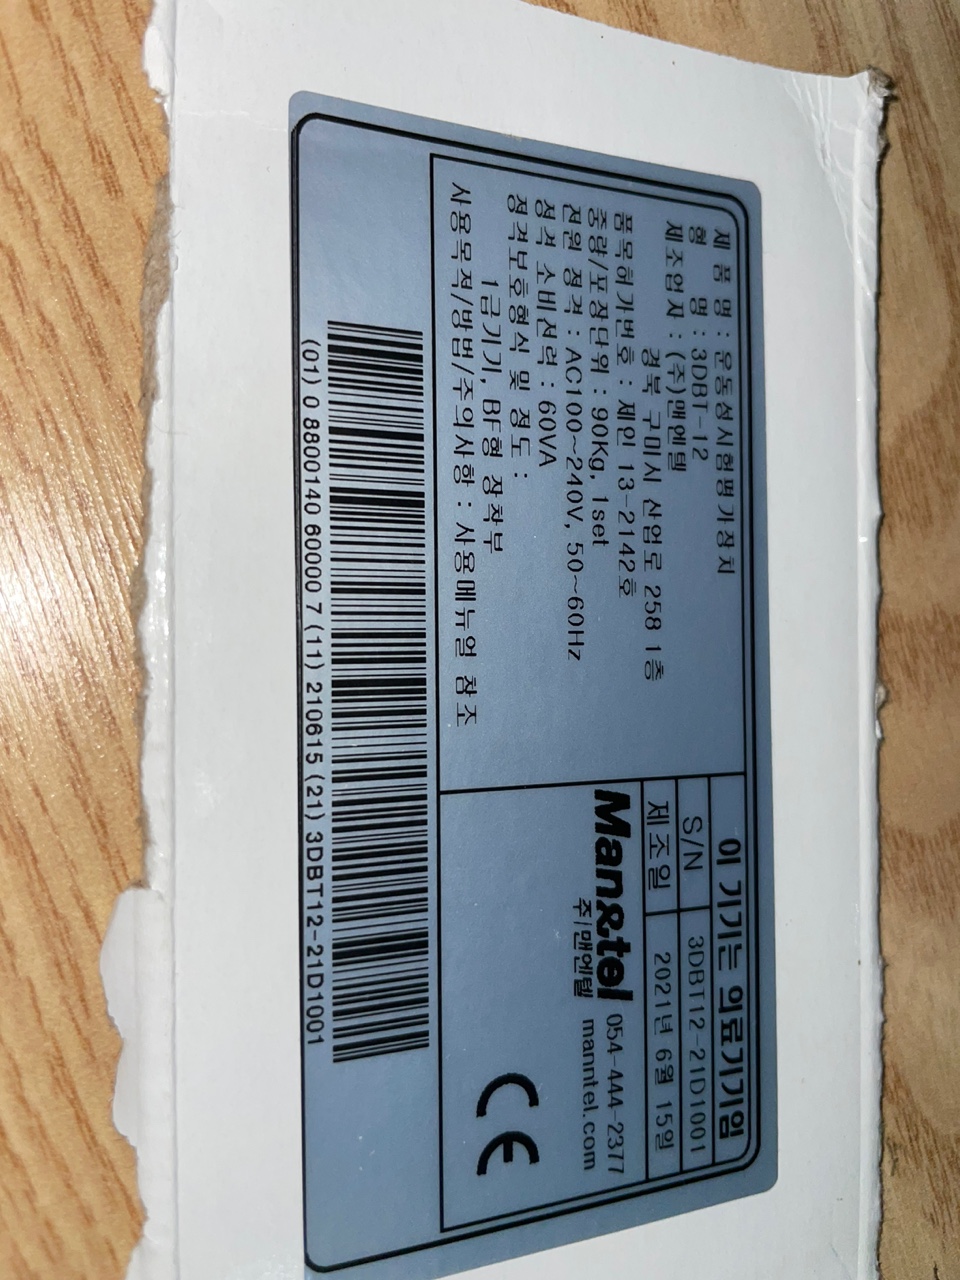 제 품 명 : 운동성시험평가장치
형 명 : 3DBT-12
제조업자 : (주)맨엔텔
경북 구미시 산업로 258 1층
품목허가번호 : 제인 13-2142호
중량/포장단위 : 90Kg, 1set
전원 정격 : AC100~240V, 50~60Hz
정격 소비전력 : 60VA
정격보호형식 및 정도 :
1급기기, BF형 장착부
사용목적/방법/주의사항 : 사용메뉴얼 참조
이 기기는 의료기기임
S/N 3DBT12-21D1001
제조일 2021년 6월 15일
Man&tel 054-444-2377
주|맨엔텔 manntel.com
CE
(01) 0 8800140 60000 7 (11) 210615 (21) 3DBT12-21D1001